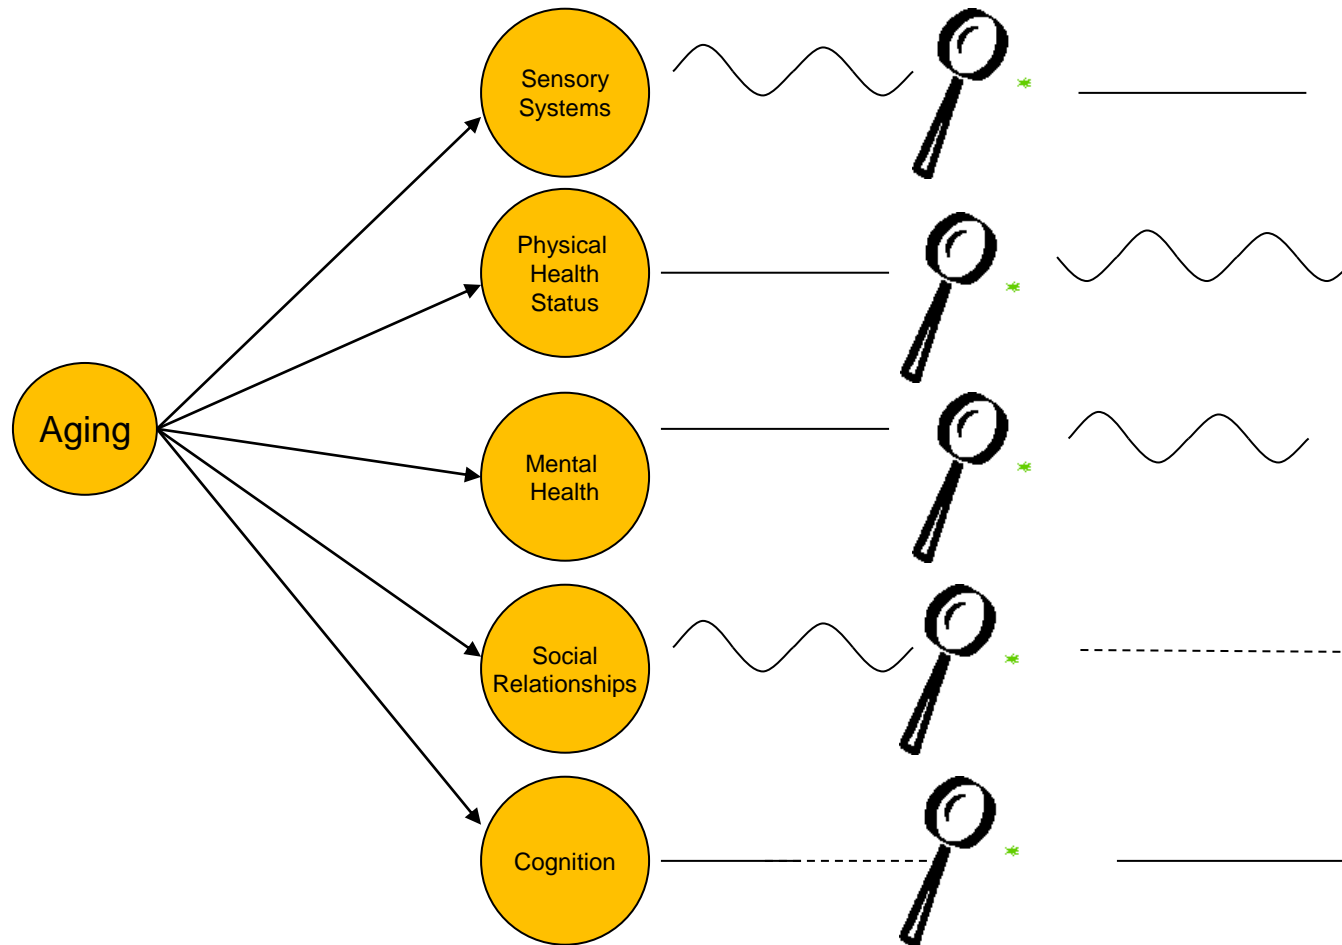 Sensory
Systems
Physical
Health
Status
Aging
Mental
Health
Social
Relationships
Cognition